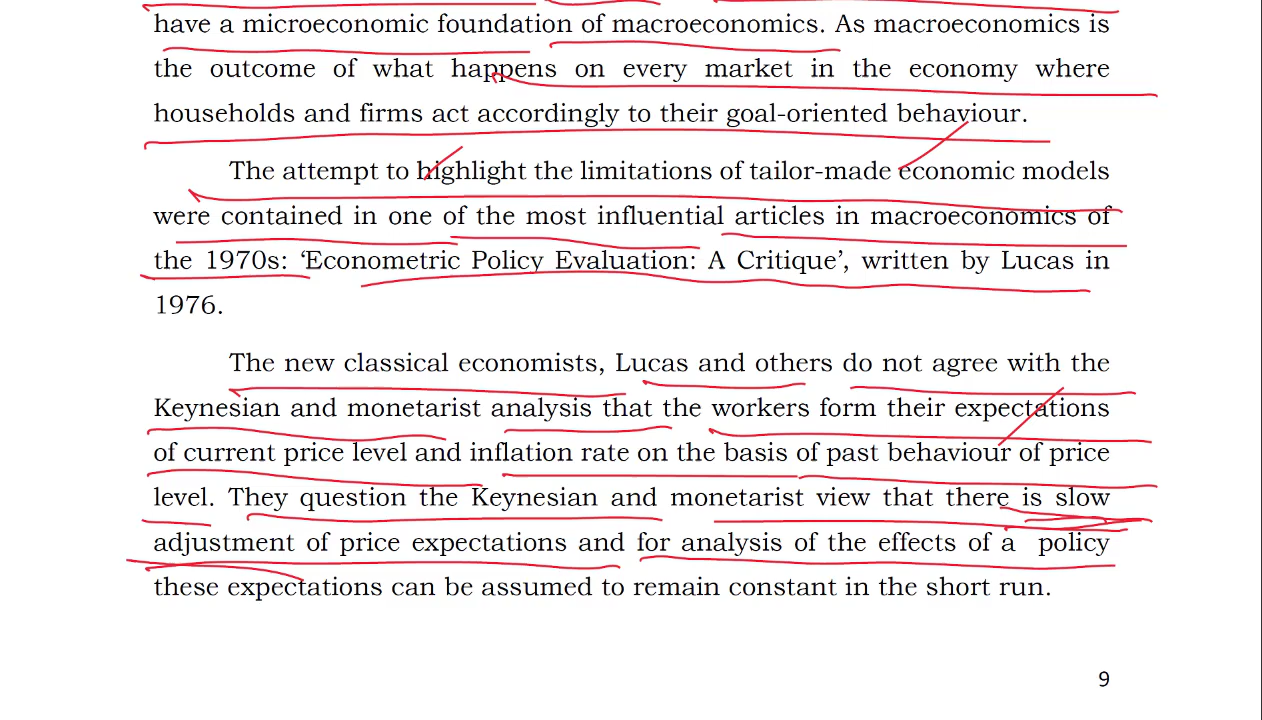 have a microeconomic foundation of macroeconomics. As macroeconomics is
the outcome of what happens on every market in the economy where
households and firms act accordingly to their goal-oriented behaviour.
The attempt to highlight the limitations of tailor-made economic models
were contained in one of the most influential articles in macroeconomics of
the 1970s: ‘Econometric Policy Evaluation: A Critique’, written by Lucas in
1976.
The new classical economists, Lucas and others do not agree with the
Keynesian and monetarist analysis that the workers form their expectations
of current price level and inflation rate on the basis of past behaviour of price
level. They question the Keynesian and monetarist view that there is slow
adjustment of price expectations and for analysis of the effects of a policy
these expectations can be assumed to remain constant in the short run.
9